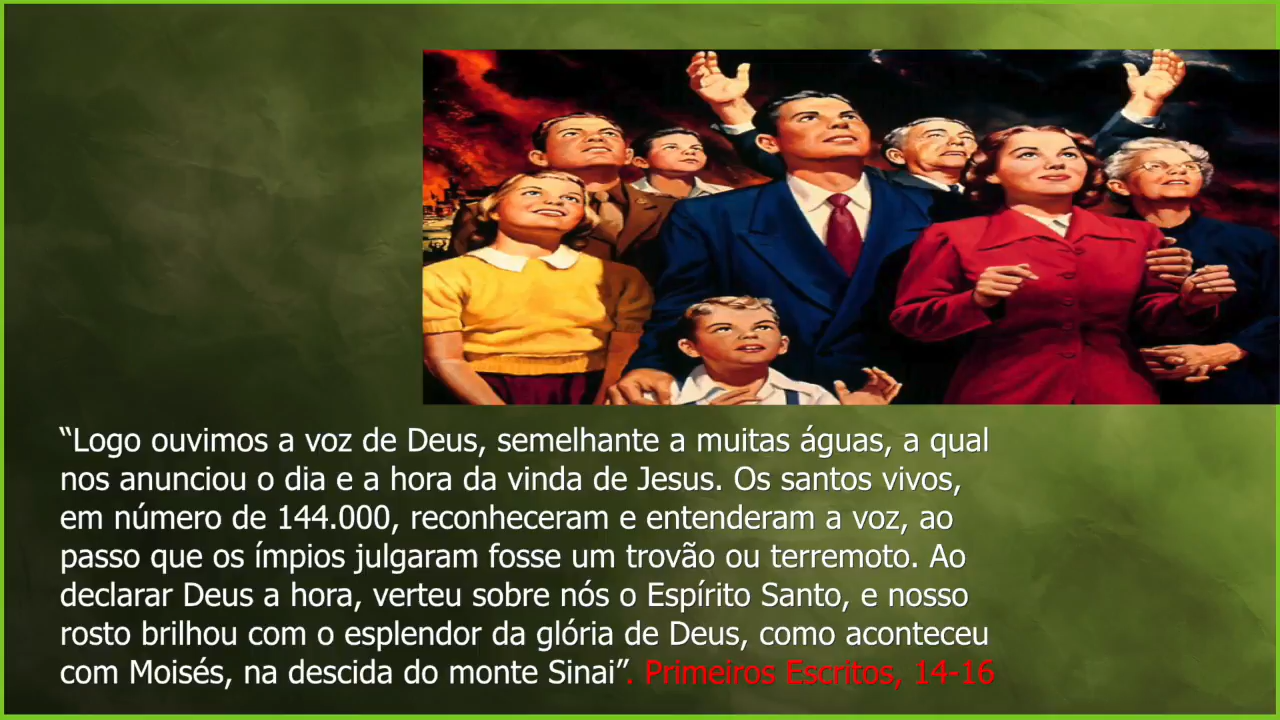 “Logo ouvimos a voz de Deus, semelhante a muitas águas, a qual
nos anunciou o dia e a hora da vinda de Jesus. Os santos vivos,
em número de 144.000, reconheceram e entenderam a voz, ao
passo que os ímpios julgaram fosse um trovão ou terremoto. Ao
declarar Deus a hora, verteu sobre nós o Espírito Santo, e nosso
rosto brilhou com o esplendor da glória de Deus, como aconteceu
com Moisés, na descida do monte Sinai”. Primeiros Escritos, 14-16